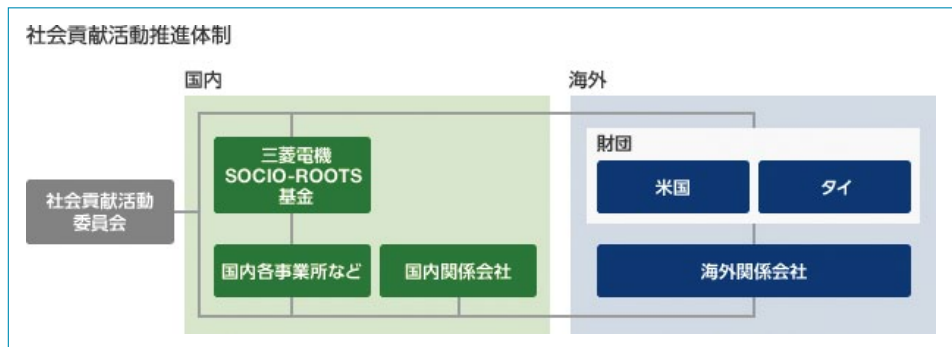 社会貢献活動推進体制
国内
海外
三菱電機
SOCIO-ROOTS
基金
財団
米国
タイ
社会貢献活動
委員会
国内各事業所など
国内関係会社
海外関係会社